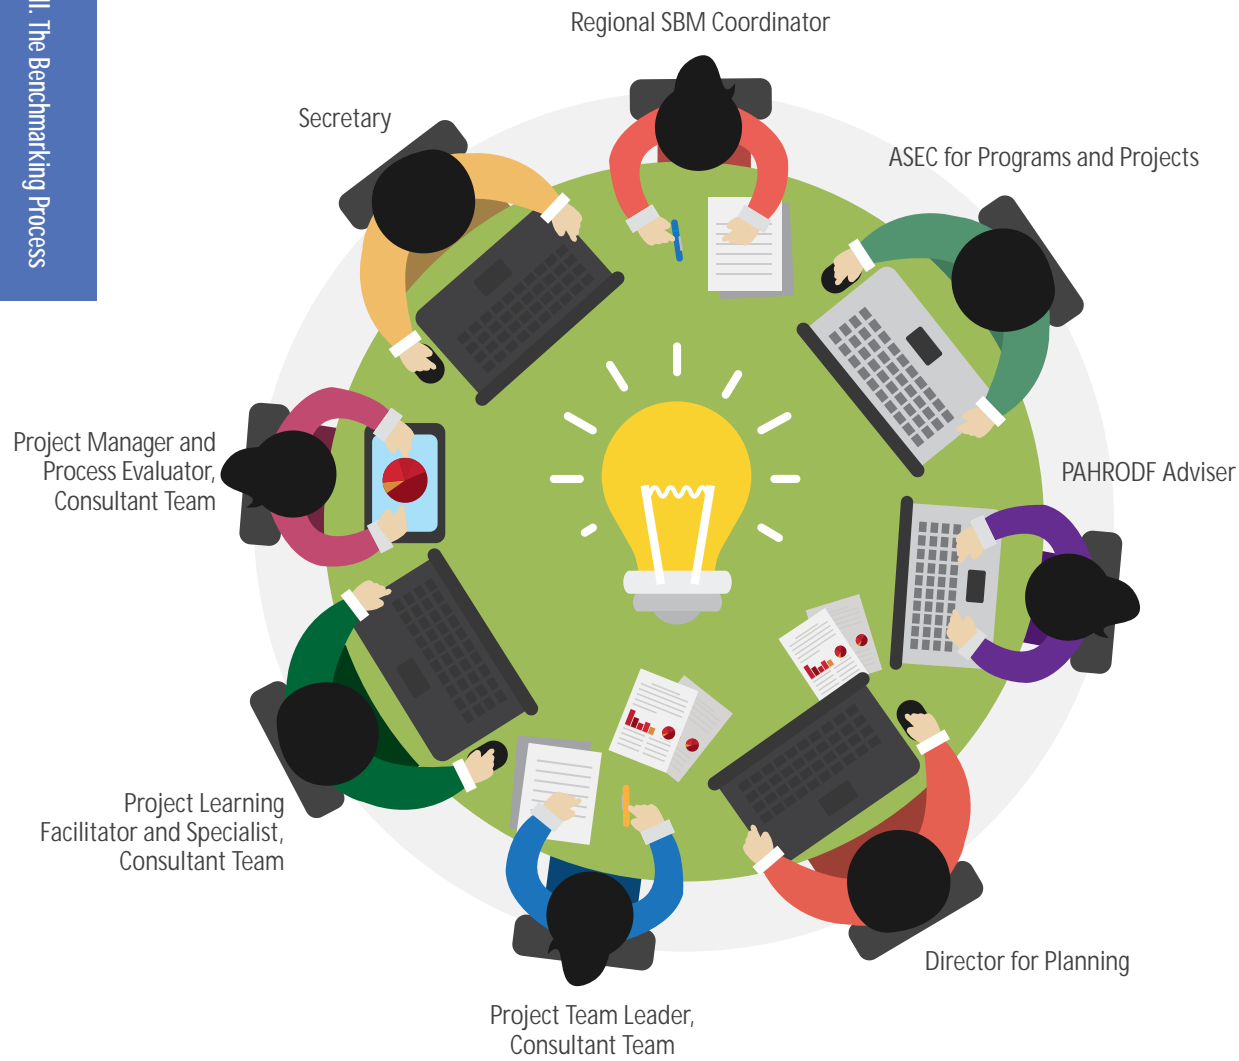 II. The Benchmarking Process
Regional SBM Coordinator
Secretary
ASEC for Programs and Projects
Project Manager and
Process Evaluator,
Consultant Team
PAHRODF Adviser
Project Learning
Facilitator and Specialist,
Consultant Team
Director for Planning
Project Team Leader,
Consultant Team